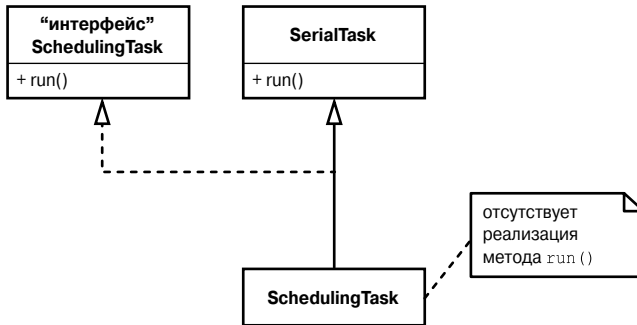 “интерфейс”
SchedulingTask
+ run()
SerialTask
+ run()
отсутствует
реализация
метода run()
SchedulingTask